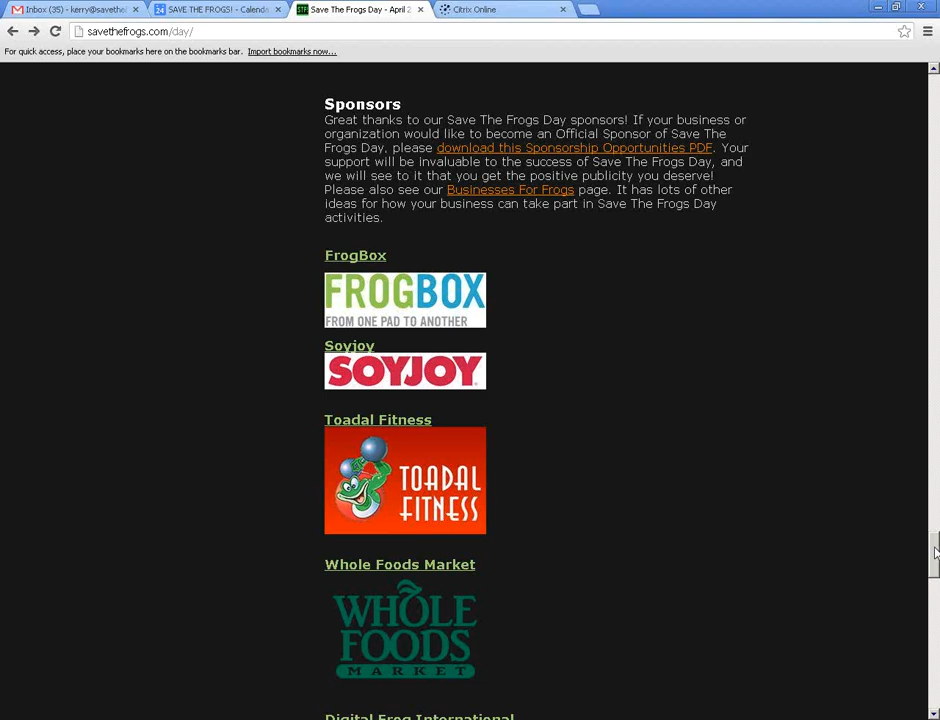 Inbox (35) - kerry@savethe
SAVE THE FROGS! - Calenda
Save The Frogs Day - April 2
Citrix Online
savethefrogs.com/day/
For quick access, place your bookmarks here on the bookmarks bar. Import bookmarks now...
Sponsors
Great thanks to our Save The Frogs Day sponsors! If your business or
organization would like to become an Official Sponsor of Save The
Frogs Day, please download this Sponsorship Opportunities PDF. Your
support will be invaluable to the success of Save The Frogs Day, and
we will see to it that you get the positive publicity you deserve!
Please also see our Businesses For Frogs page. It has lots of other
ideas for how your business can take part in Save The Frogs Day
activities.
FrogBox
FROGBOX
FROM ONE PAD TO ANOTHER
Soyjoy
SOYJOY
Toadal Fitness
TOADAL
FITNESS
Whole Foods Market
WHOLE
FOODS
MARKET
Digital Frog International